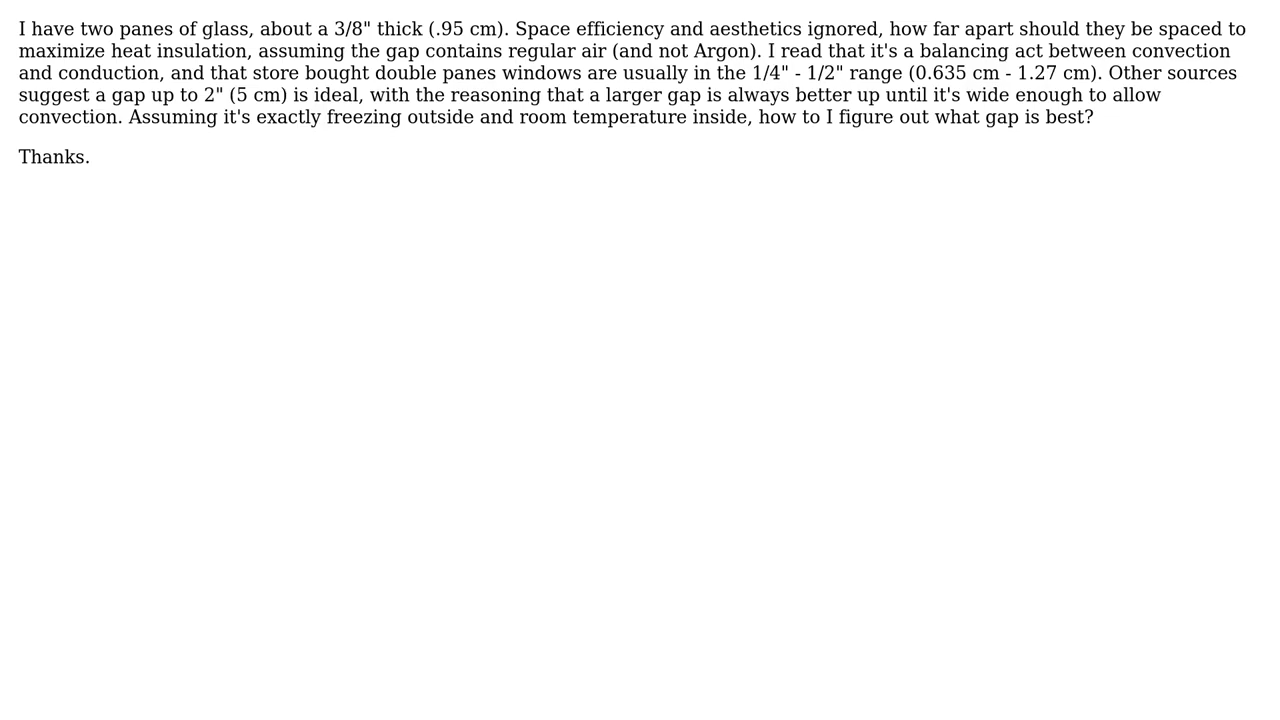 I have two panes of glass, about a 3/8" thick (.95 cm). Space efficiency and aesthetics ignored, how far apart should they be spaced to
maximize heat insulation, assuming the gap contains regular air (and not Argon). I read that it's a balancing act between convection
and conduction, and that store bought double panes windows are usually in the 1/4" - 1/2" range (0.635 cm - 1.27 cm). Other sources
suggest a gap up to 2" (5 cm) is ideal, with the reasoning that a larger gap is always better up until it's wide enough to allow
convection. Assuming it's exactly freezing outside and room temperature inside, how to I figure out what gap is best?
Thanks.